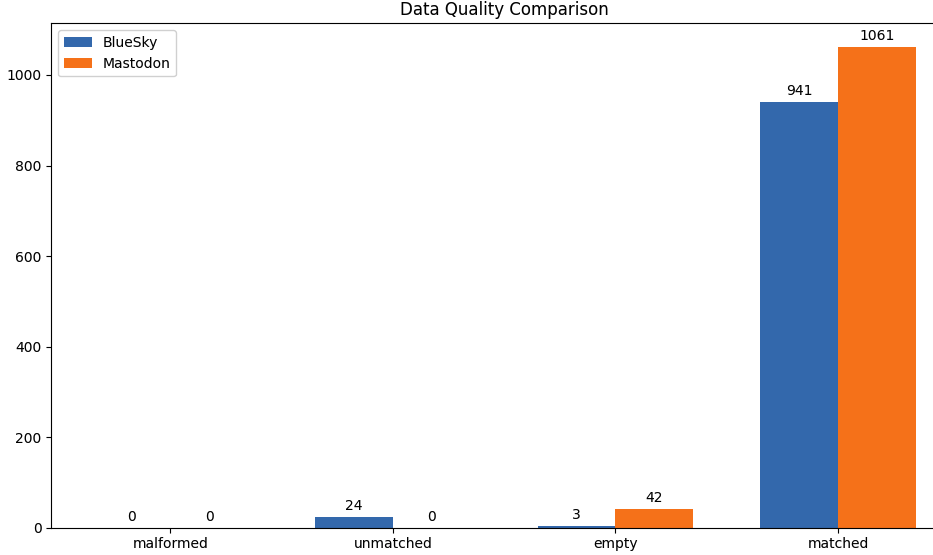 Data Quality Comparison
BlueSky
Mastodon
1000
800
600
400
200
0
0
0
24
0
3
42
941
1061
malformed
unmatched
empty
matched